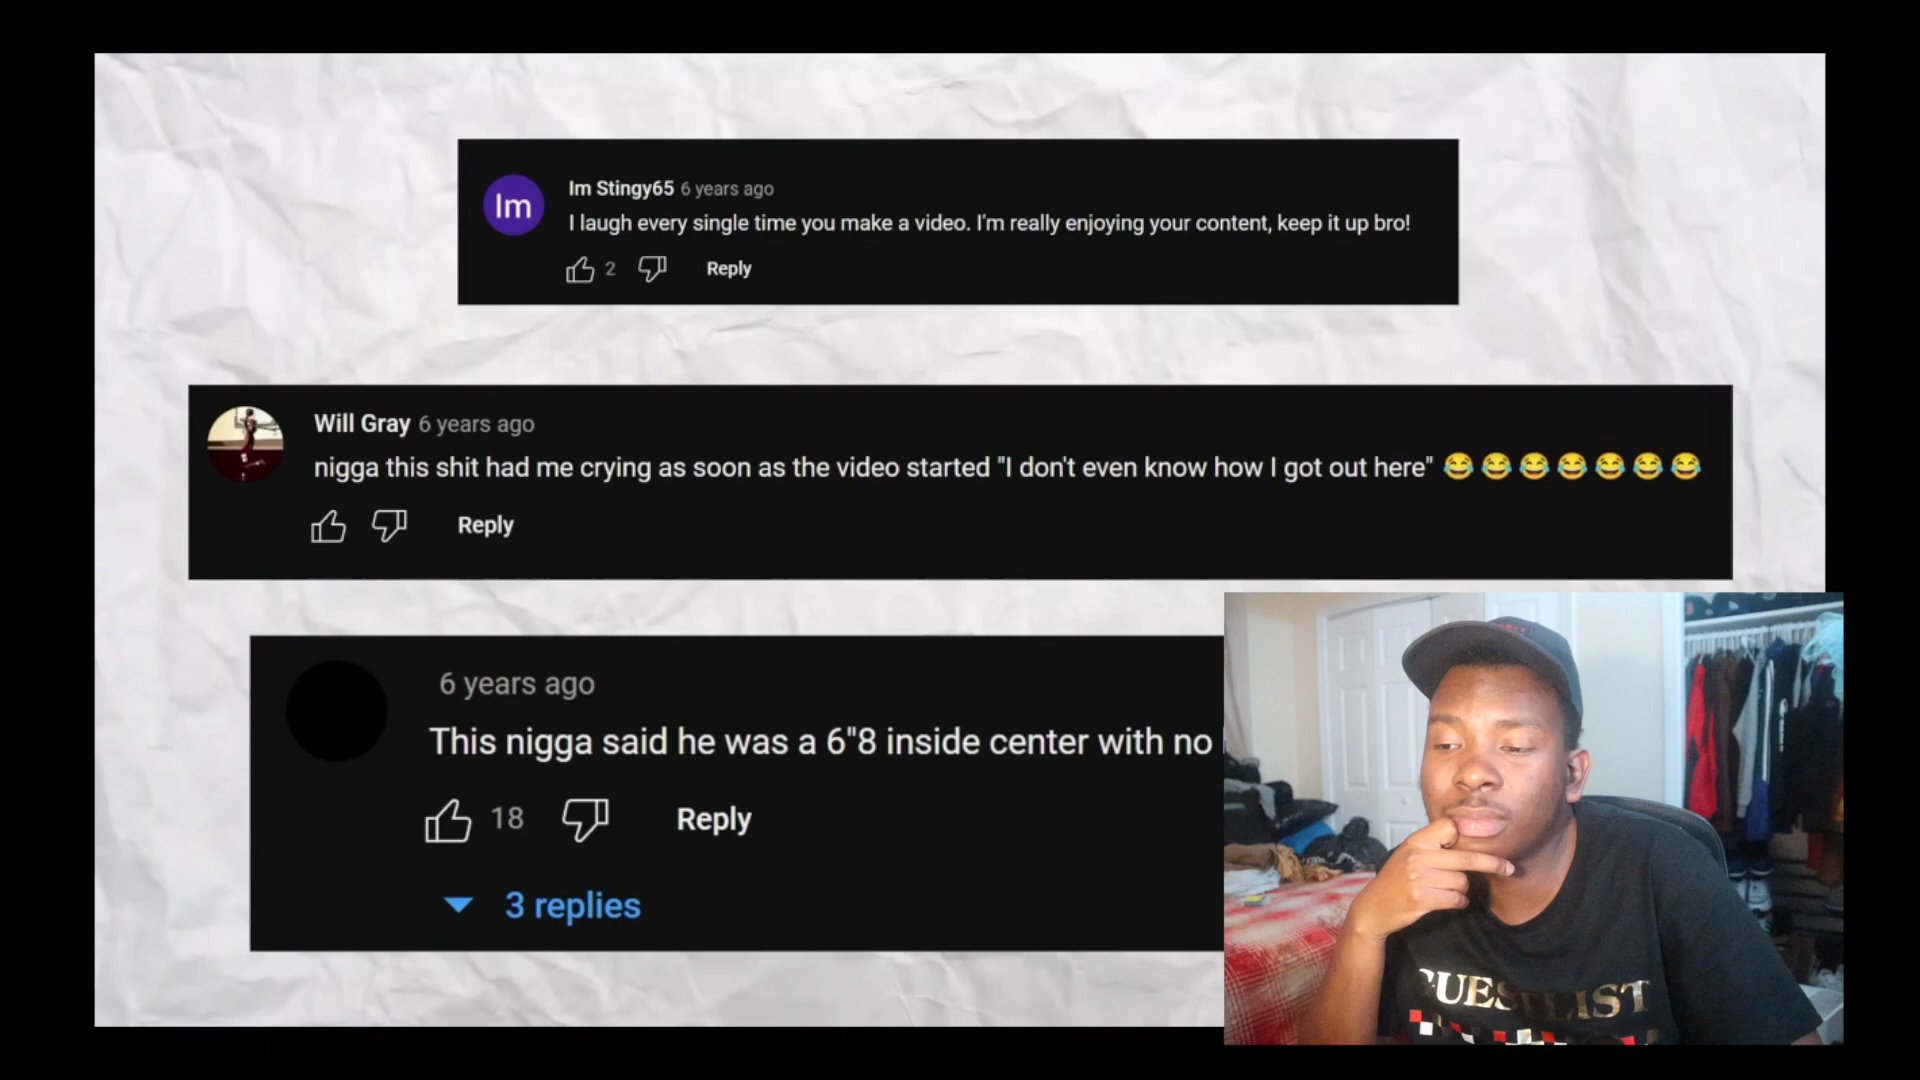 Im
Im Stingy65 6 years ago
I laugh every single time you make a video. I'm really enjoying your content, keep it up bro!
2 Reply
Will Gray 6 years ago
nigga this shit had me crying as soon as the video started "I don't even know how I got out here" 😂😂😂😂😂😂😂
Reply
6 years ago
This nigga said he was a 6"8 inside center with no
18 Reply
3 replies
GUESTLIST